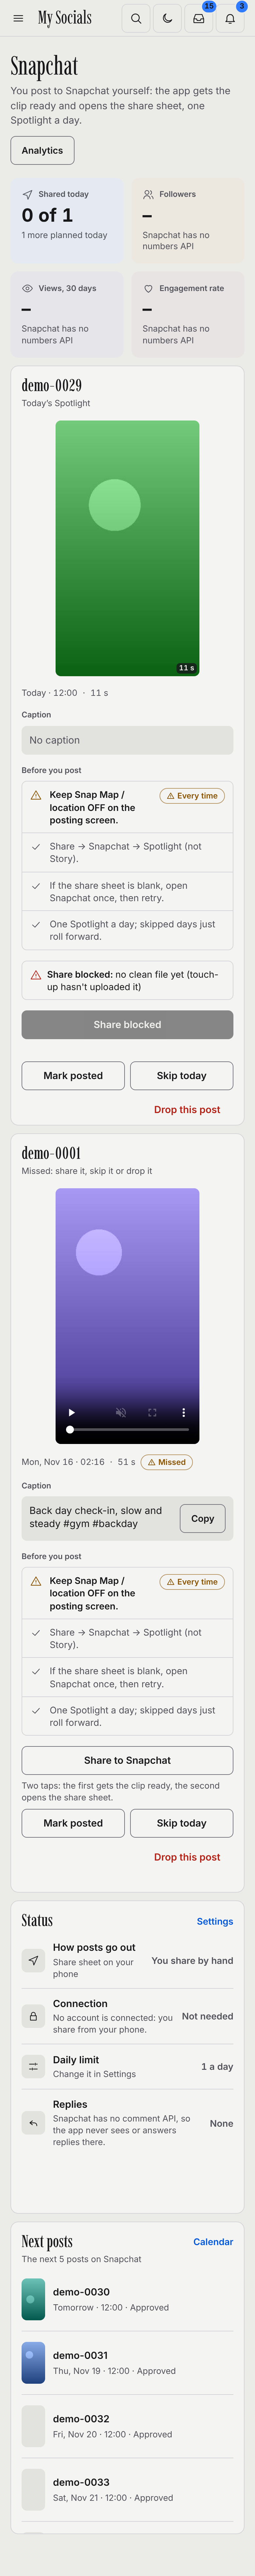 My Socials
15
3
Snapchat
You post to Snapchat yourself: the app gets the
clip ready and opens the share sheet, one
Spotlight a day.
Analytics
Shared today
0 of 1
1 more planned today
Followers
–
Snapchat has no
numbers API
Views, 30 days
–
Snapchat has no
numbers API
Engagement rate
–
Snapchat has no
numbers API
demo-0029
Today's Spotlight
11 s
Today · 12:00 · 11 s
Caption
No caption
Before you post
Keep Snap Map /
location OFF on the
posting screen.
Every time
Share → Snapchat → Spotlight (not
Story).
If the share sheet is blank, open
Snapchat once, then retry.
One Spotlight a day; skipped days just
roll forward.
Share blocked: no clean file yet (touch-
up hasn't uploaded it)
Share blocked
Mark posted
Skip today
Drop this post
demo-0001
Missed: share it, skip it or drop it
Mon, Nov 16 · 02:16 · 51 s
Missed
Caption
Back day check-in, slow and
steady #gym #backday
Copy
Before you post
Keep Snap Map /
location OFF on the
posting screen.
Every time
Share → Snapchat → Spotlight (not
Story).
If the share sheet is blank, open
Snapchat once, then retry.
One Spotlight a day; skipped days just
roll forward.
Share to Snapchat
Two taps: the first gets the clip ready, the second
opens the share sheet.
Mark posted
Skip today
Drop this post
Status
Settings
How posts go out
Share sheet on your
phone
You share by hand
Connection
No account is connected: you
share from your phone.
Not needed
Daily limit
Change it in Settings
1 a day
Replies
Snapchat has no comment API, so
the app never sees or answers
replies there.
None
Next posts
Calendar
The next 5 posts on Snapchat
demo-0030
Tomorrow · 12:00 · Approved
demo-0031
Thu, Nov 19 · 12:00 · Approved
demo-0032
Fri, Nov 20 · 12:00 · Approved
demo-0033
Sat, Nov 21 · 12:00 · Approved